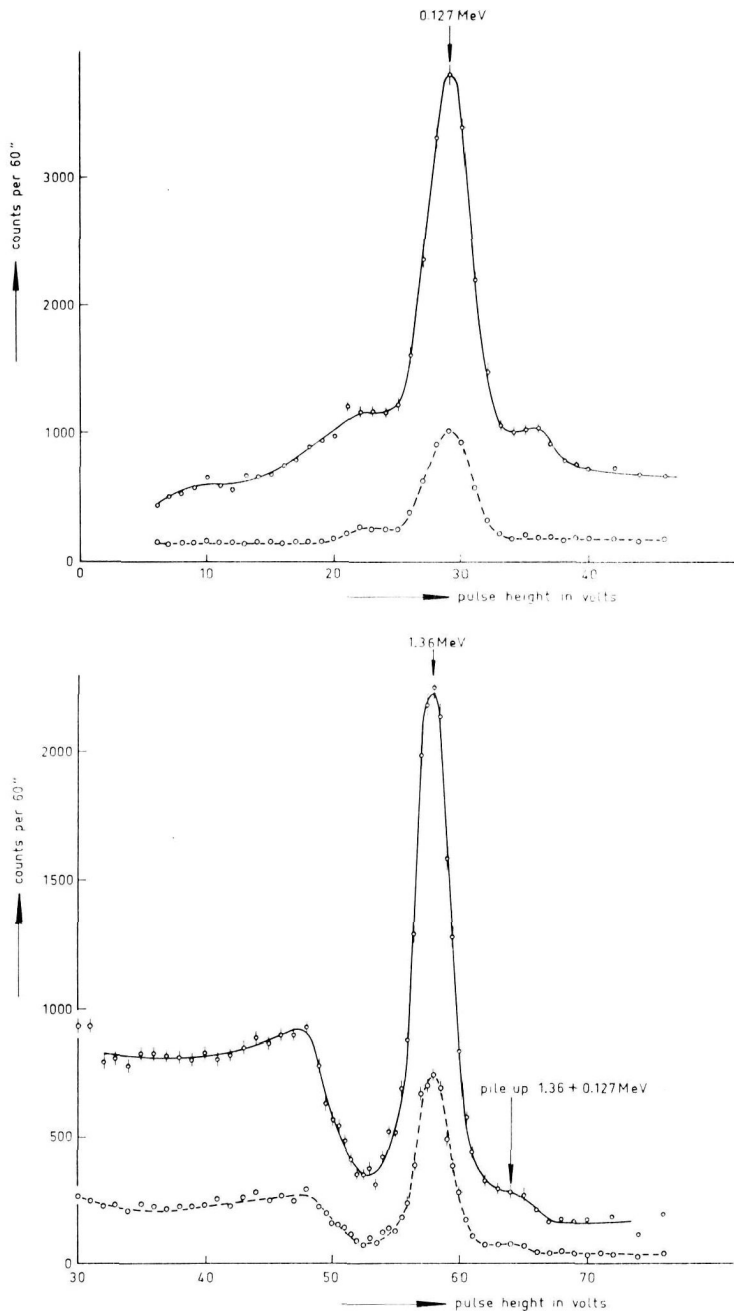 0.127 MeV
counts per 60"
3000
2000
1000
0
0 10 20 30 40
pulse height in volts
1.36 MeV
counts per 60"
2000
1500
1000
pile up 1.36 + 0.127 MeV
500
0
30 40 50 60 70
pulse height in volts